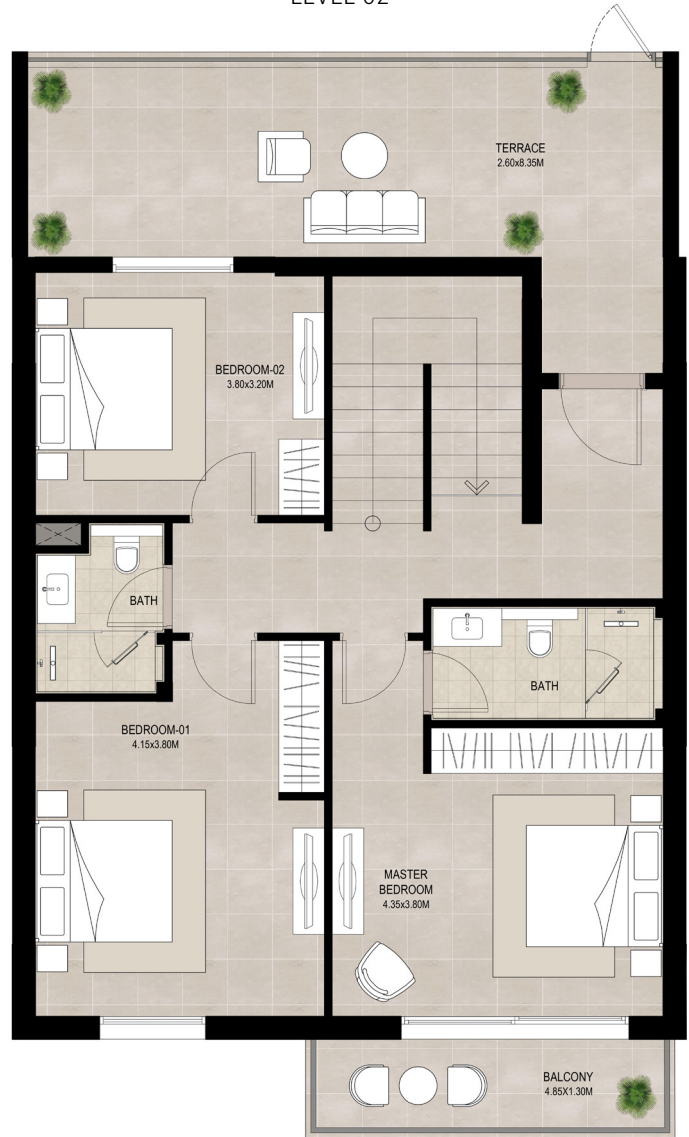 LEVEL 02
TERRACE
2.60x8.35M
BEDROOM-02
3.80x3.20M
BATH
BATH
BEDROOM-01
4.15x3.80M
MASTER
BEDROOM
4.35x3.80M
BALCONY
4.85X1.30M